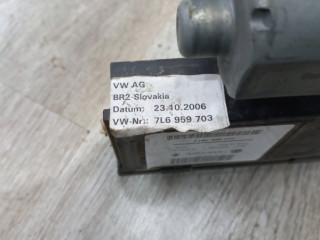 VW AG
BR2-Slovakia
Datum: 23.10.2006
VW-Nr.: 7L6 959 703